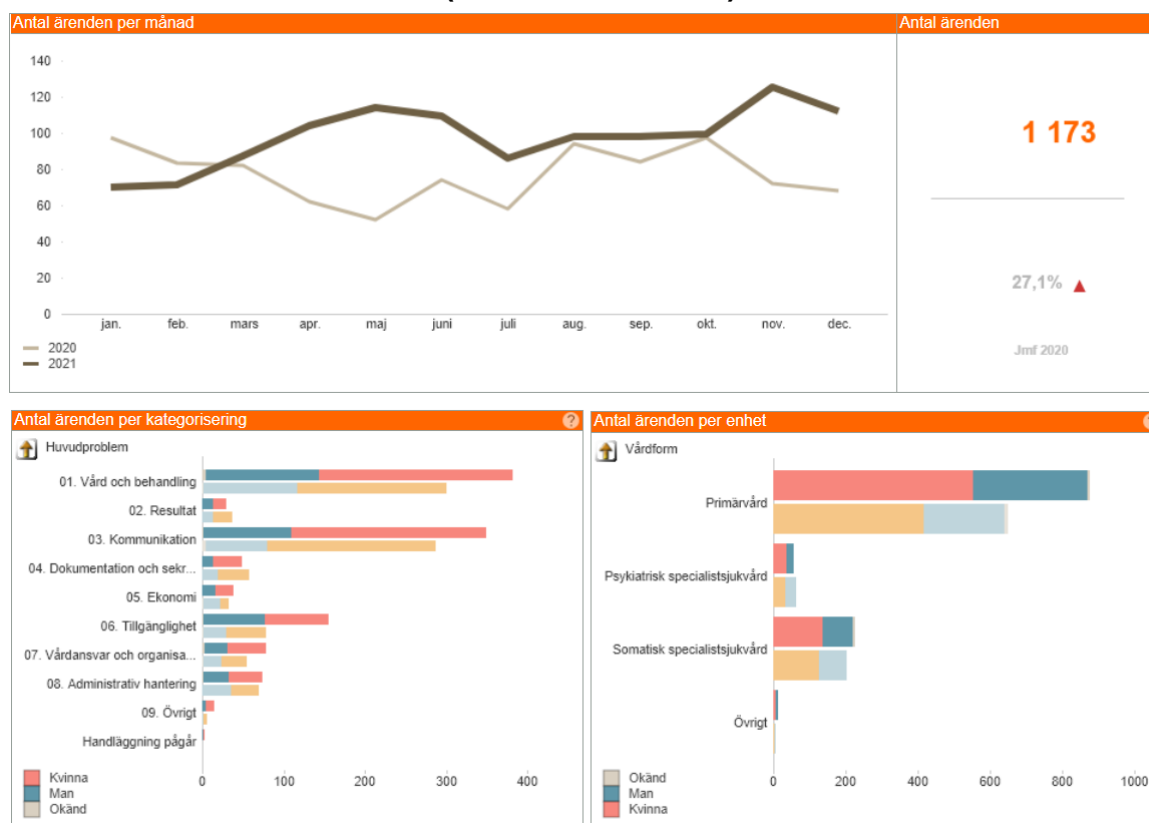 Antal ärenden per månad
Antal ärenden
140
120
100
80
60
40
20
0
jan. feb. mars apr. maj juni juli aug. sep. okt. nov. dec.
2020
2021
1 173
27,1%
Jmf 2020
Antal ärenden per kategorisering ?
Huvudproblem
01. Vård och behandling
02. Resultat
03. Kommunikation
04. Dokumentation och sekr...
05. Ekonomi
06. Tillgänglighet
07. Vårdansvar och organisa...
08. Administrativ hantering
09. Övrigt
Handläggning pågår
0 100 200 300 400
Kvinna
Man
Okänd
Antal ärenden per enhet
Vårdform
Primärvård
Psykiatrisk specialistsjukvård
Somatisk specialistsjukvård
Övrigt
0 200 400 600 800 1000
Okänd
Man
Kvinna